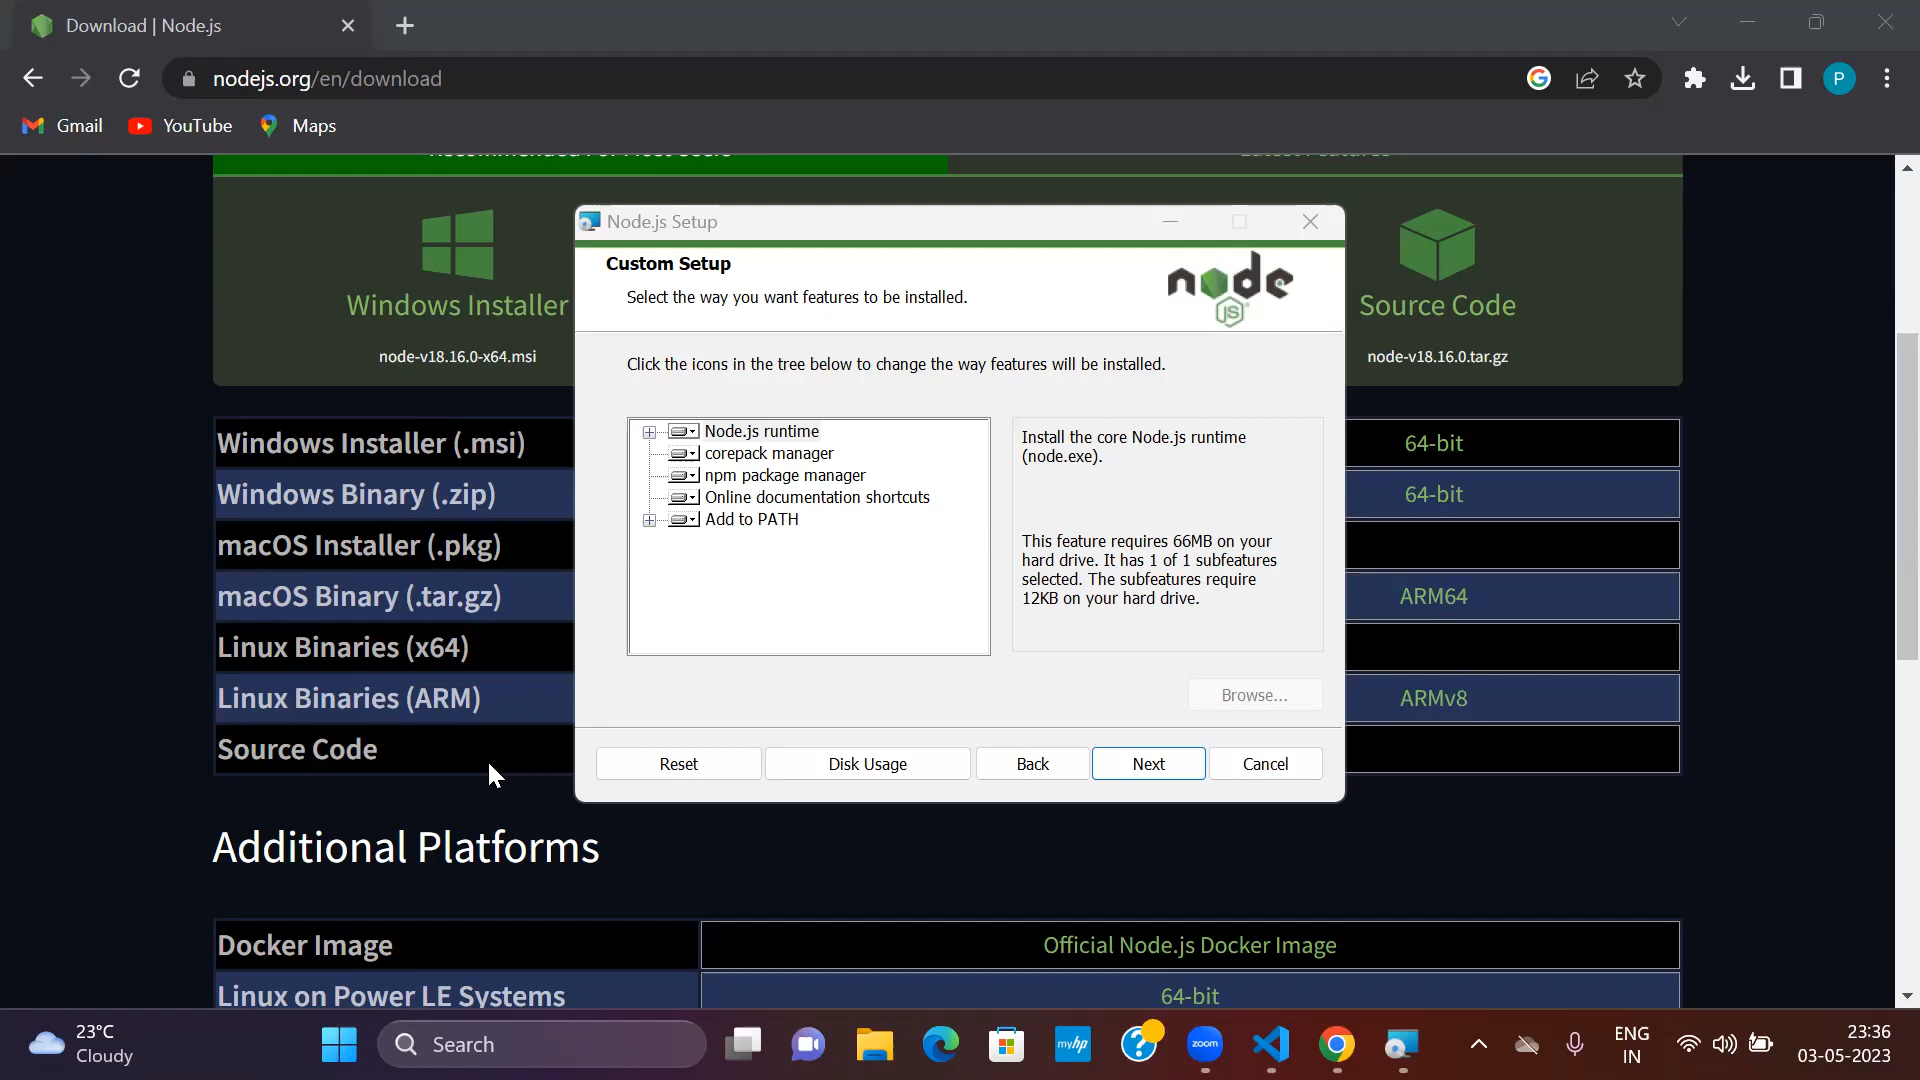 Download | Node.js
nodejs.org/en/download
Gmail
YouTube
Maps
Recommended For Most Users
Latest Features
Windows Installer
node-v18.16.0-x64.msi
Source Code
node-v18.16.0.tar.gz
Node.js Setup
Custom Setup
Select the way you want features to be installed.
node
JS
Click the icons in the tree below to change the way features will be installed.
Node.js runtime
corepack manager
npm package manager
Online documentation shortcuts
Add to PATH
Install the core Node.js runtime
(node.exe).
This feature requires 66MB on your
hard drive. It has 1 of 1 subfeatures
selected. The subfeatures require
12KB on your hard drive.
Browse...
Reset
Disk Usage
Back
Next
Cancel
Windows Installer (.msi)
64-bit
Windows Binary (.zip)
64-bit
macOS Installer (.pkg)
macOS Binary (.tar.gz)
ARM64
Linux Binaries (x64)
Linux Binaries (ARM)
ARMv8
Source Code
Additional Platforms
Docker Image
Official Node.js Docker Image
Linux on Power LE Systems
64-bit
23°C
Cloudy
Search
myhp
zoom
ENG
IN
23:36
03-05-2023
P